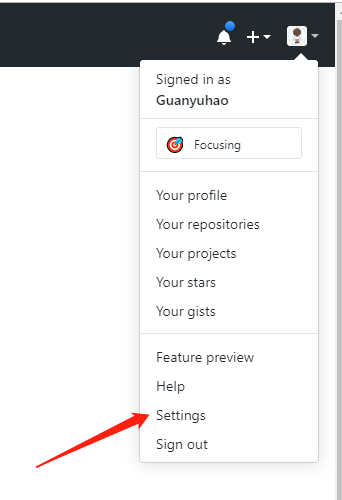 Signed in as
Guanyuhao
Focusing
Your profile
Your repositories
Your projects
Your stars
Your gists
Feature preview
Help
Settings
Sign out